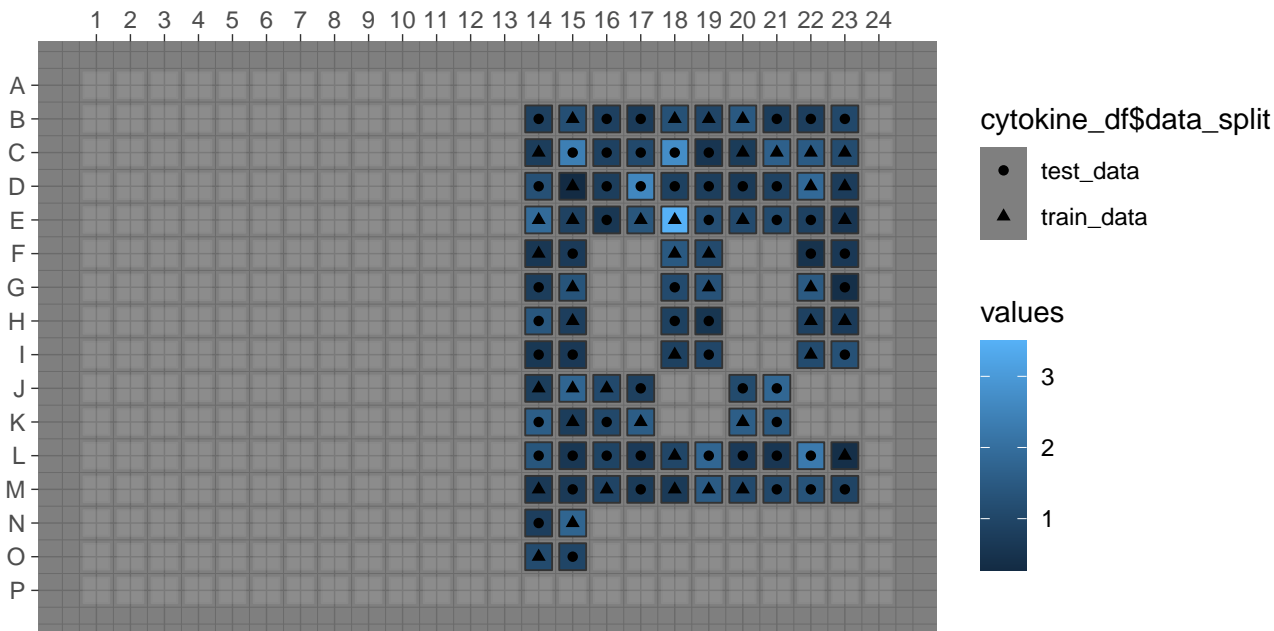 1 2 3 4 5 6 7 8 9 10 11 12 13 14 15 16 17 18 19 20 21 22 23 24
A
B
C
D
E
F
G
H
I
J
K
L
M
N
O
P
cytokine_df$data_split
test_data
train_data
values
3
2
1